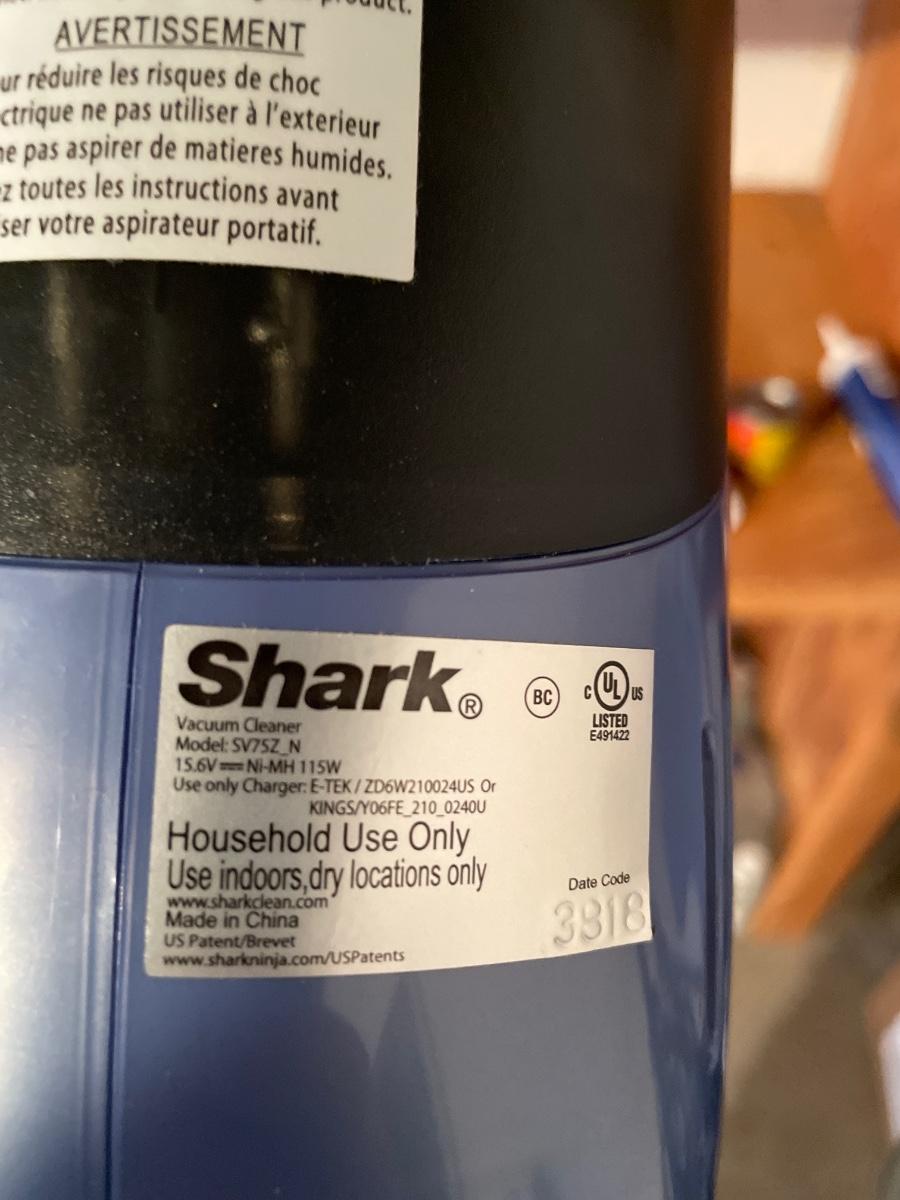 product.
AVERTISSEMENT
ur réduire les risques de choc
ctrique ne pas utiliser à l'exterieur
ne pas aspirer de matieres humides.
z toutes les instructions avant
ser votre aspirateur portatif.
Shark®
BC
C UL US
LISTED
E491422
Vacuum Cleaner
Model: SV75Z_N
15.6V⎓Ni-MH 115W
Use only Charger: E-TEK / ZD6W210024US Or
KINGS/Y06FE_210_0240U
Household Use Only
Use indoors,dry locations only
www.sharkclean.com
Made in China
US Patent/Brevet
www.sharkninja.com/USPatents
Date Code
3818